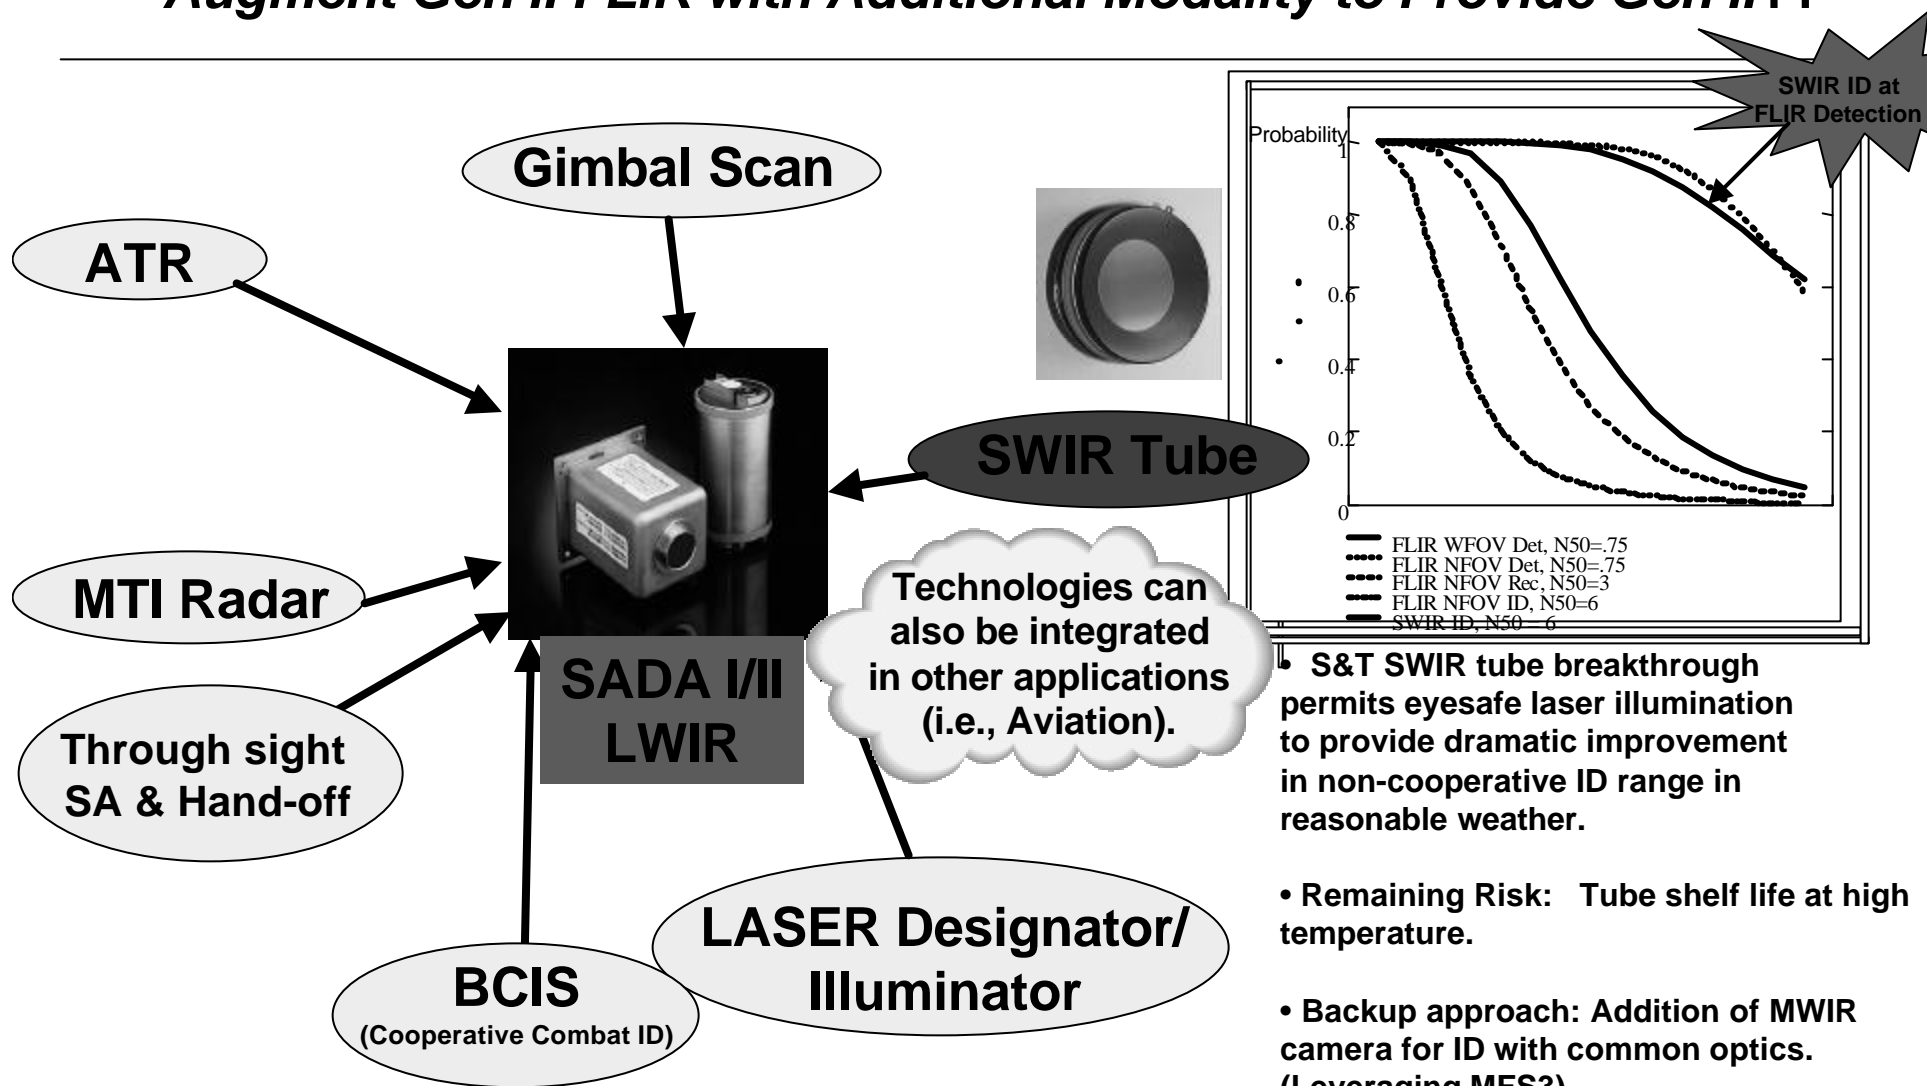 Augment Gen II FLIR with Additional Modality to Provide Gen II++
SWIR ID at
FLIR Detection
Probability
1
0.8
0.6
0.4
0.2
0
FLIR WFOV Det, N50=.75
FLIR NFOV Det, N50=.75
FLIR NFOV Rec, N50=3
FLIR NFOV ID, N50=6
SWIR ID, N50 = 6
Gimbal Scan
ATR
SWIR Tube
MTI Radar
Technologies can
also be integrated
in other applications
(i.e., Aviation).
SADA I/II
LWIR
Through sight
SA & Hand-off
LASER Designator/
Illuminator
BCIS
(Cooperative Combat ID)
• S&T SWIR tube breakthrough
permits eyesafe laser illumination
to provide dramatic improvement
in non-cooperative ID range in
reasonable weather.
• Remaining Risk: Tube shelf life at high
temperature.
• Backup approach: Addition of MWIR
camera for ID with common optics.
(Leveraging MFS3)